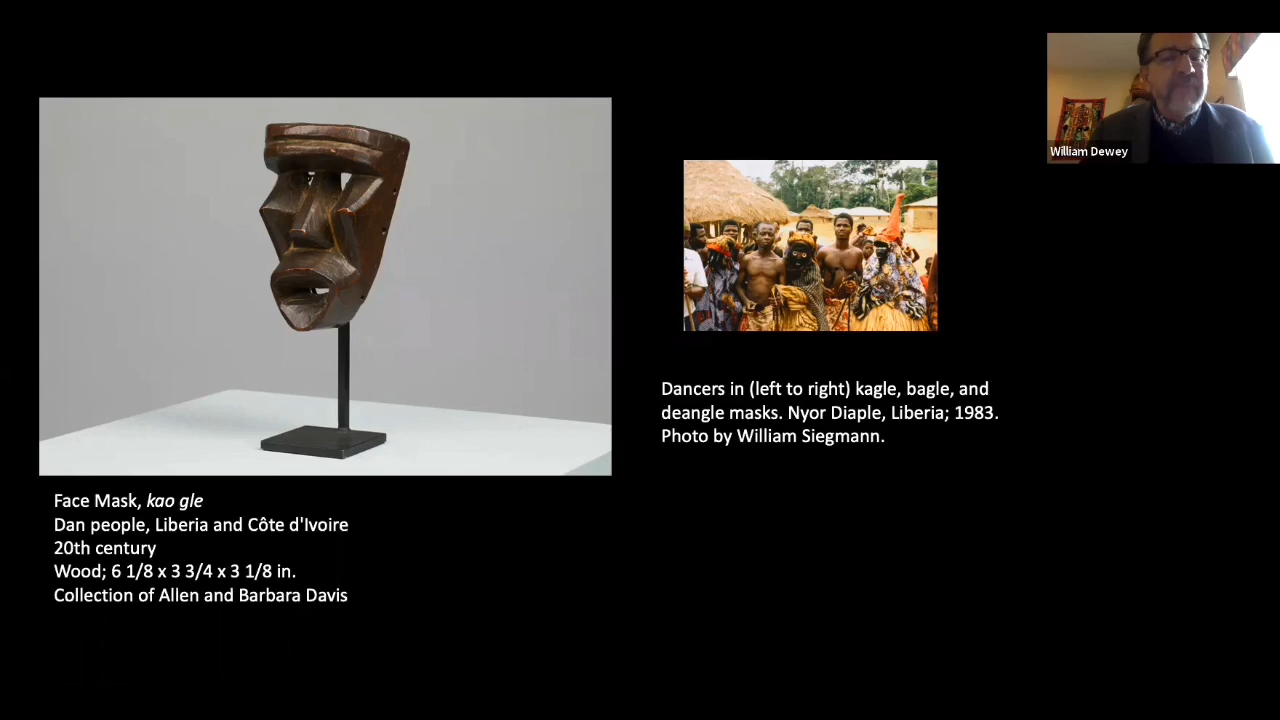 William Dewey
Dancers in (left to right) kagle, bagle, and
deangle masks. Nyor Diaple, Liberia; 1983.
Photo by William Siegmann.
Face Mask, kao gle
Dan people, Liberia and Côte d'Ivoire
20th century
Wood; 6 1/8 x 3 3/4 x 3 1/8 in.
Collection of Allen and Barbara Davis